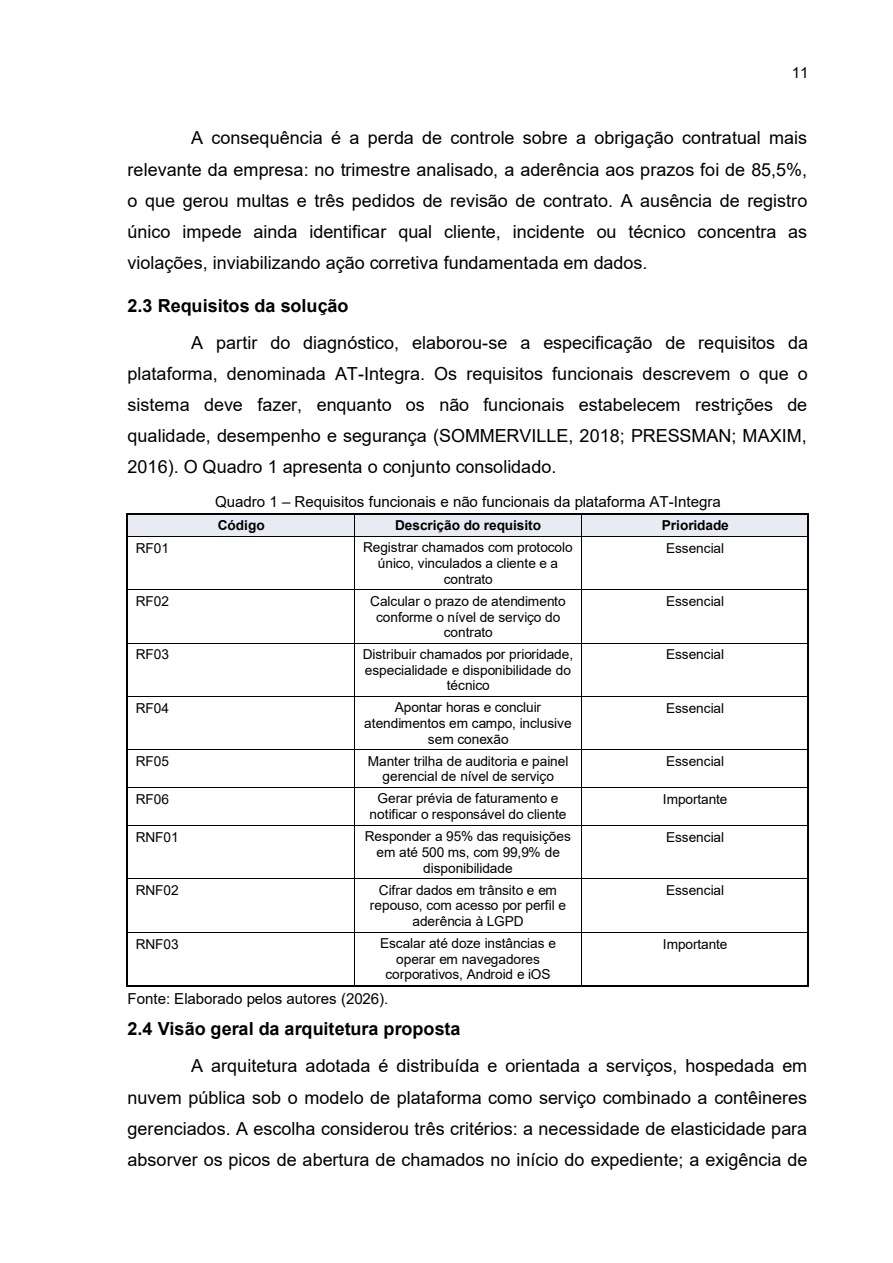 11
A consequência é a perda de controle sobre a obrigação contratual mais
relevante da empresa: no trimestre analisado, a aderência aos prazos foi de 85,5%,
o que gerou multas e três pedidos de revisão de contrato. A ausência de registro
único impede ainda identificar qual cliente, incidente ou técnico concentra as
violações, inviabilizando ação corretiva fundamentada em dados.
2.3 Requisitos da solução
A partir do diagnóstico, elaborou-se a especificação de requisitos da
plataforma, denominada AT-Integra. Os requisitos funcionais descrevem o que o
sistema deve fazer, enquanto os não funcionais estabelecem restrições de
qualidade, desempenho e segurança (SOMMERVILLE, 2018; PRESSMAN; MAXIM,
2016). O Quadro 1 apresenta o conjunto consolidado.
Quadro 1 – Requisitos funcionais e não funcionais da plataforma AT-Integra
Código Descrição do requisito Prioridade
RF01 Registrar chamados com protocolo Essencial
único, vinculados a cliente e a
contrato
RF02 Calcular o prazo de atendimento Essencial
conforme o nível de serviço do
contrato
RF03 Distribuir chamados por prioridade, Essencial
especialidade e disponibilidade do
técnico
RF04 Apontar horas e concluir Essencial
atendimentos em campo, inclusive
sem conexão
RF05 Manter trilha de auditoria e painel Essencial
gerencial de nível de serviço
RF06 Gerar prévia de faturamento e Importante
notificar o responsável do cliente
RNF01 Responder a 95% das requisições Essencial
em até 500 ms, com 99,9% de
disponibilidade
RNF02 Cifrar dados em trânsito e em Essencial
repouso, com acesso por perfil e
aderência à LGPD
RNF03 Escalar até doze instâncias e Importante
operar em navegadores
corporativos, Android e iOS
Fonte: Elaborado pelos autores (2026).
2.4 Visão geral da arquitetura proposta
A arquitetura adotada é distribuída e orientada a serviços, hospedada em
nuvem pública sob o modelo de plataforma como serviço combinado a contêineres
gerenciados. A escolha considerou três critérios: a necessidade de elasticidade para
absorver os picos de abertura de chamados no início do expediente; a exigência de